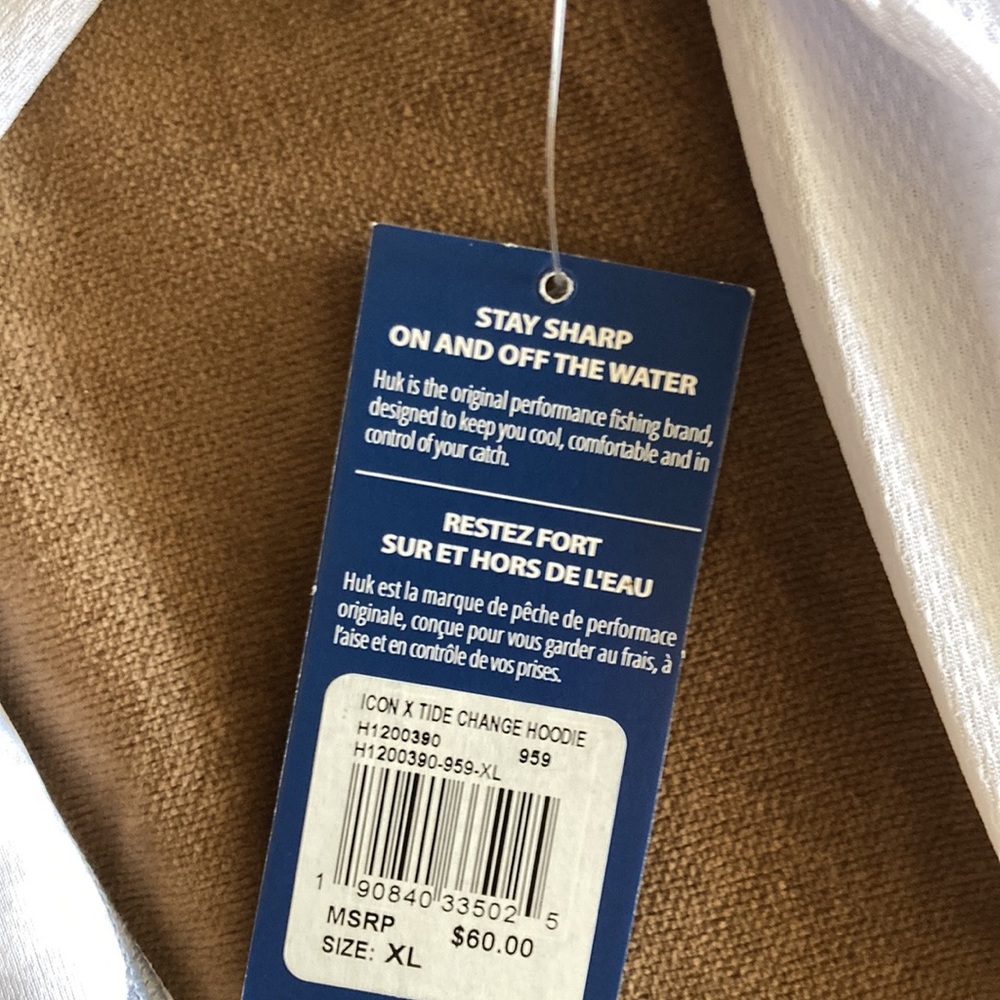 STAY SHARP
ON AND OFF THE WATER
Huk is the original performance fishing brand,
designed to keep you cool, comfortable and in
control of your catch.
RESTEZ FORT
SUR ET HORS DE L'EAU
Huk est la marque de pêche de performace
originale, conçue pour vous garder au frais, à
l'aise et en contrôle de vos prises.
ICON X TIDE CHANGE HOODIE
H1200390 959
H1200390-959-XL
1 90840 33502 5
MSRP $60.00
SIZE: XL